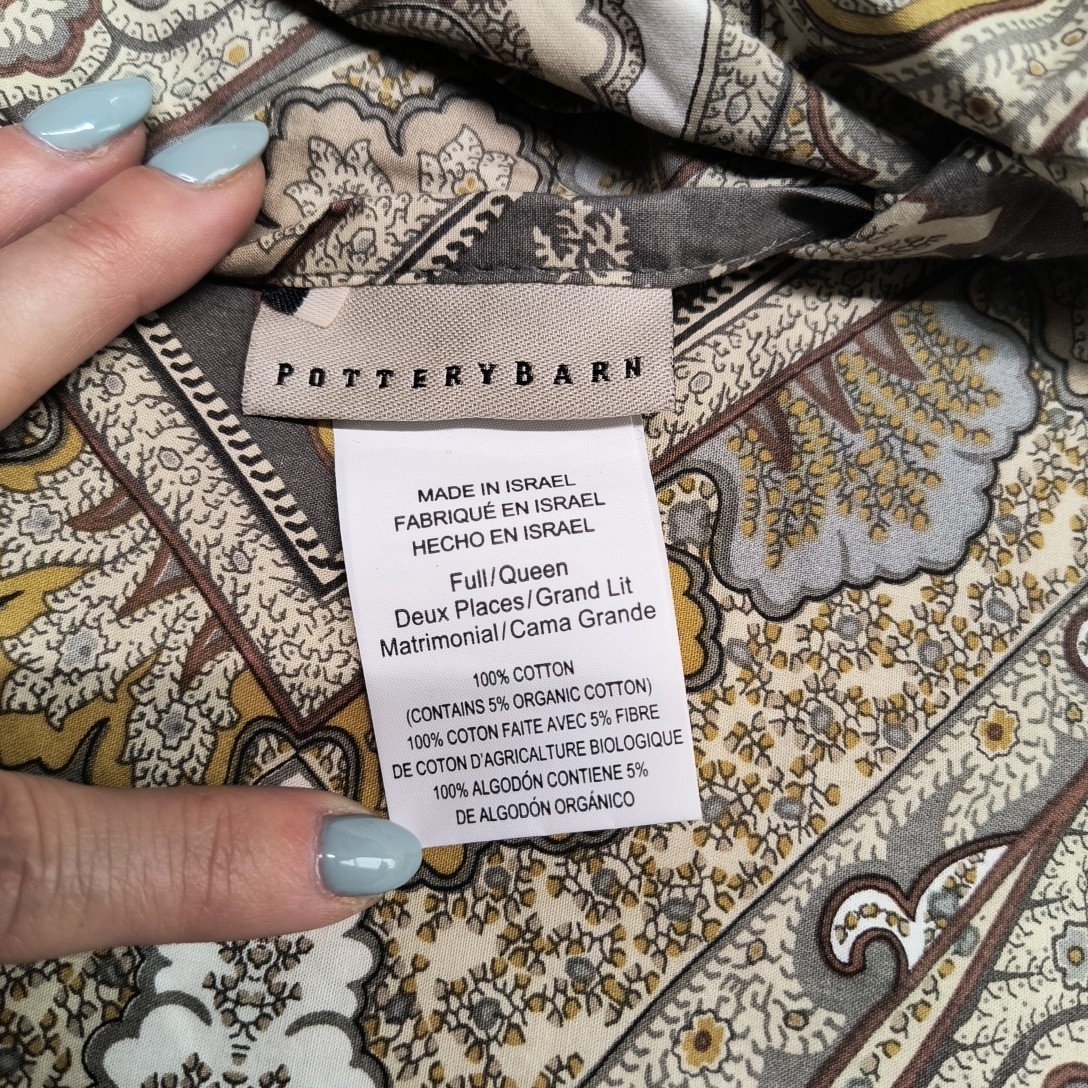 POTTERYBARN
MADE IN ISRAEL
FABRIQUÉ EN ISRAEL
HECHO EN ISRAEL
Full/Queen
Deux Places/Grand Lit
Matrimonial/Cama Grande
100% COTTON
(CONTAINS 5% ORGANIC COTTON)
100% COTON FAITE AVEC 5% FIBRE
DE COTON D'AGRICALTURE BIOLOGIQUE
100% ALGODÓN CONTIENE 5%
DE ALGODÓN ORGÁNICO